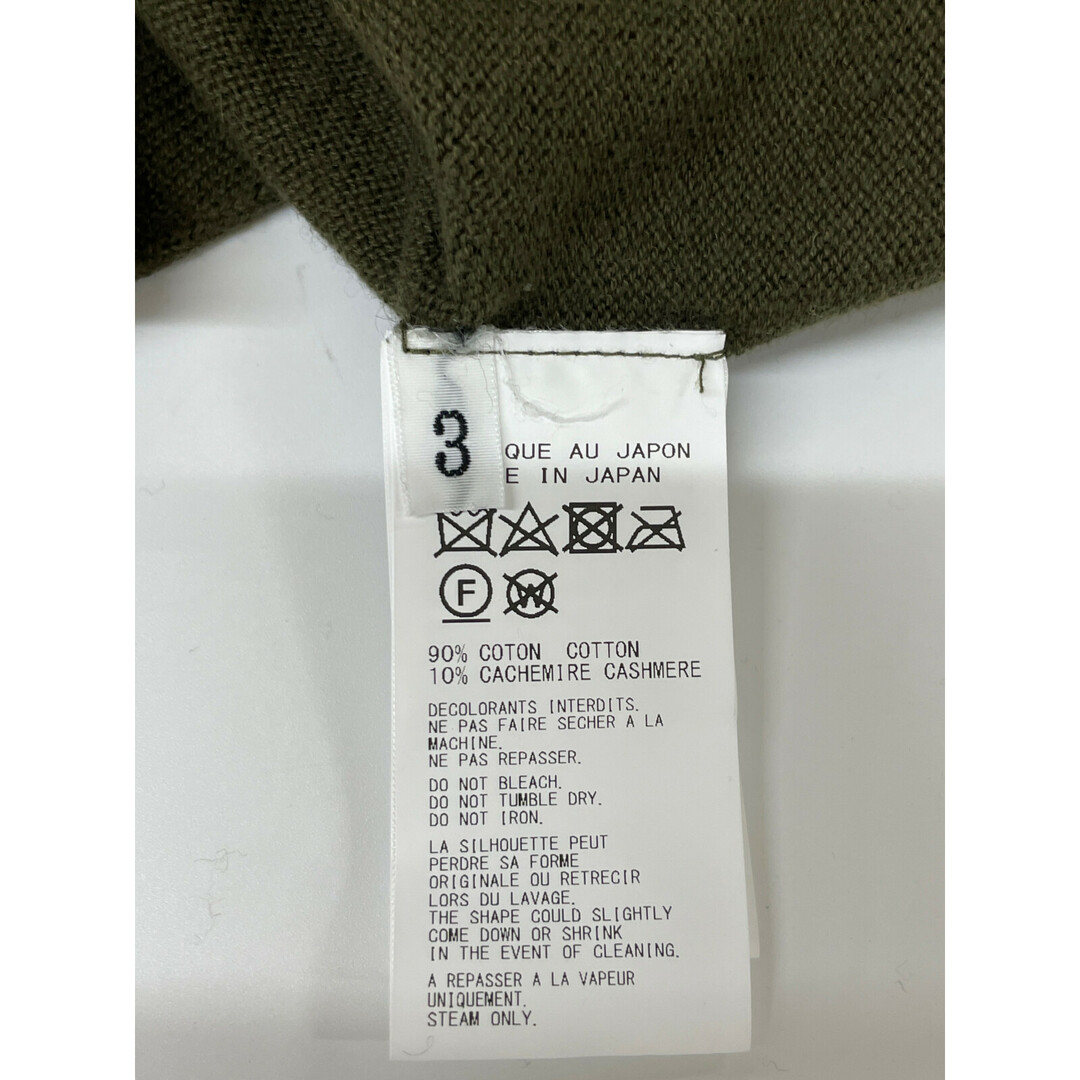 3
QUE AU JAPON
E IN JAPAN
F
W
90% COTON COTTON
10% CACHEMIRE CASHMERE
DECOLORANTS INTERDITS.
NE PAS FAIRE SECHER A LA
MACHINE.
NE PAS REPASSER.
DO NOT BLEACH.
DO NOT TUMBLE DRY.
DO NOT IRON.
LA SILHOUETTE PEUT
PERDRE SA FORME
ORIGINALE OU RETRECIR
LORS DU LAVAGE.
THE SHAPE COULD SLIGHTLY
COME DOWN OR SHRINK
IN THE EVENT OF CLEANING.
A REPASSER A LA VAPEUR
UNIQUEMENT.
STEAM ONLY.